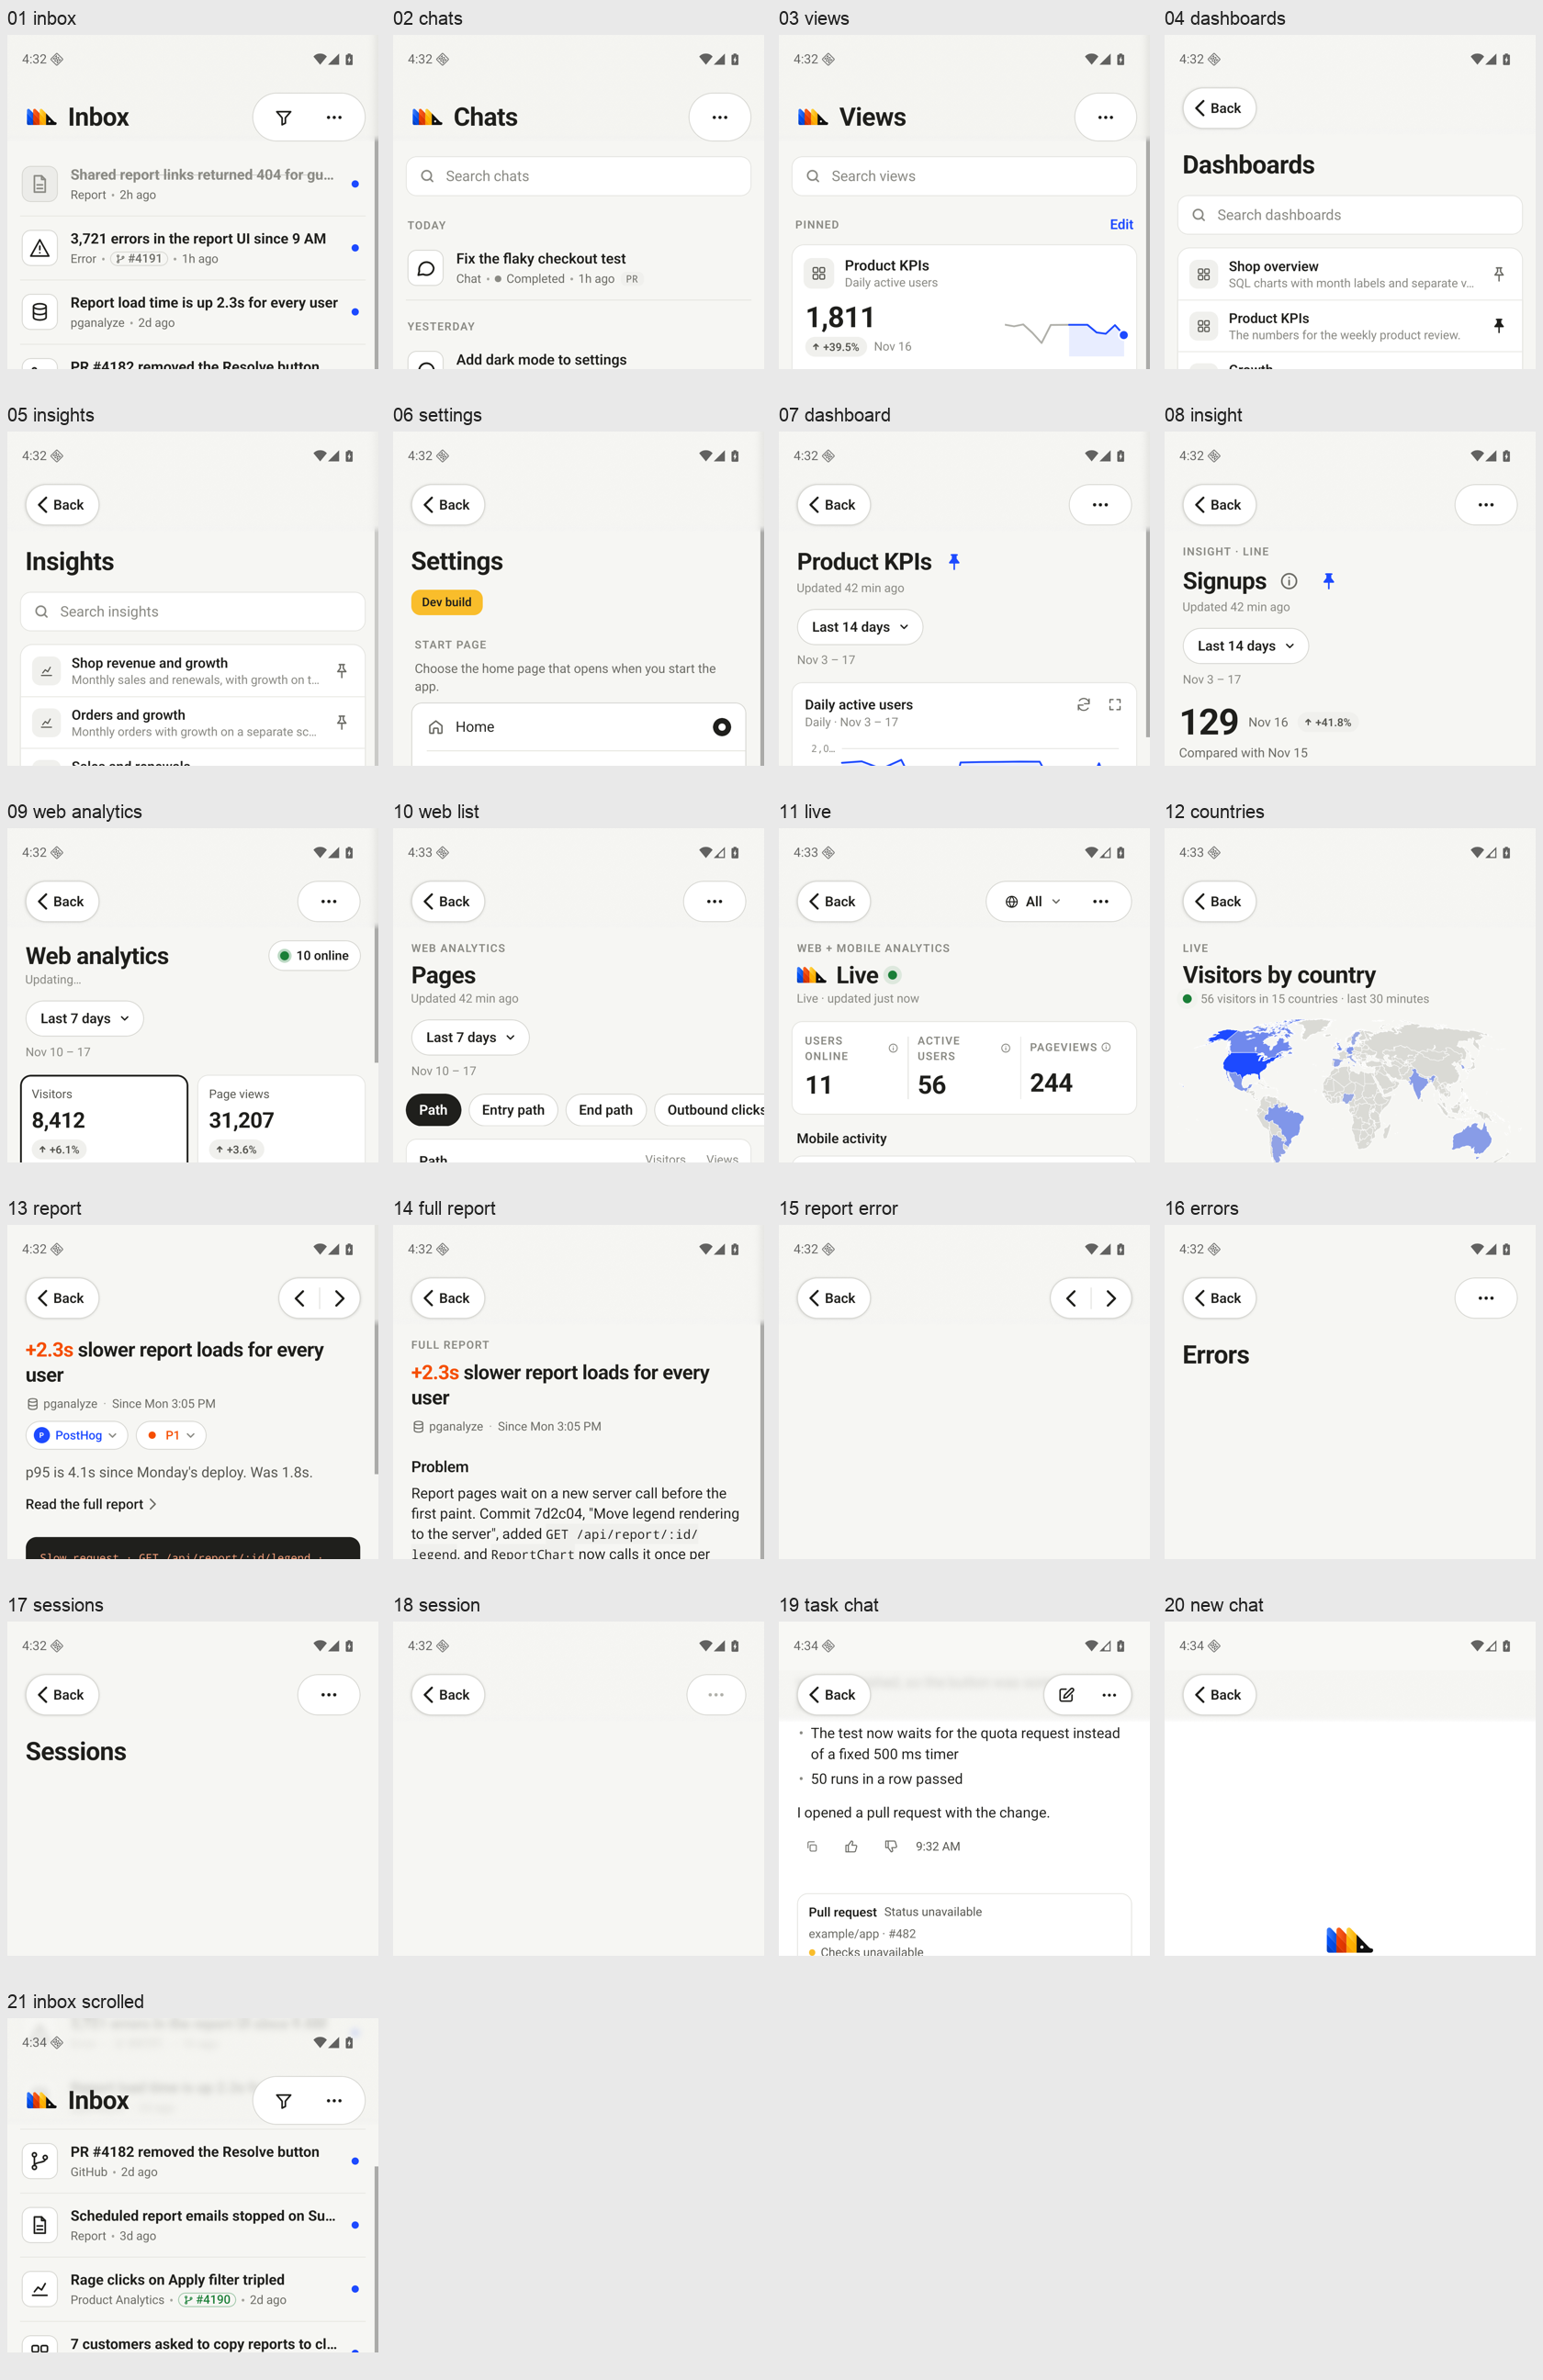 01 inbox
4:32
Inbox
Shared report links returned 404 for gu...
Report • 2h ago
3,721 errors in the report UI since 9 AM
Error • #4191 • 1h ago
Report load time is up 2.3s for every user
pganalyze • 2d ago
PR #4182 removed the Resolve button
02 chats
4:32
Chats
Search chats
TODAY
Fix the flaky checkout test
Chat • Completed • 1h ago PR
YESTERDAY
Add dark mode to settings
03 views
4:32
Views
Search views
PINNED
Edit
Product KPIs
Daily active users
1,811
+39.5% Nov 16
04 dashboards
4:32
Back
Dashboards
Search dashboards
Shop overview
SQL charts with month labels and separate v...
Product KPIs
The numbers for the weekly product review.
Growth
05 insights
4:32
Back
Insights
Search insights
Shop revenue and growth
Monthly sales and renewals, with growth on t...
Orders and growth
Monthly orders with growth on a separate sc...
Sales and renewals
06 settings
4:32
Back
Settings
Dev build
START PAGE
Choose the home page that opens when you start the
app.
Home
07 dashboard
4:32
Back
Product KPIs
Updated 42 min ago
Last 14 days
Nov 3 – 17
Daily active users
Daily · Nov 3 – 17
2,0...
08 insight
4:32
Back
INSIGHT · LINE
Signups
Updated 42 min ago
Last 14 days
Nov 3 – 17
129 Nov 16 +41.8%
Compared with Nov 15
09 web analytics
4:32
Back
Web analytics
10 online
Updating...
Last 7 days
Nov 10 – 17
Visitors
8,412
+6.1%
Page views
31,207
+3.6%
10 web list
4:33
Back
WEB ANALYTICS
Pages
Updated 42 min ago
Last 7 days
Nov 10 – 17
Path Entry path End path Outbound clicks
Path Visitors Views
11 live
4:33
Back
All
WEB + MOBILE ANALYTICS
Live
Live · updated just now
USERS ONLINE
11
ACTIVE USERS
56
PAGEVIEWS
244
Mobile activity
12 countries
4:33
Back
LIVE
Visitors by country
56 visitors in 15 countries · last 30 minutes
13 report
4:32
Back
+2.3s slower report loads for every
user
pganalyze · Since Mon 3:05 PM
P PostHog P1
p95 is 4.1s since Monday's deploy. Was 1.8s.
Read the full report
Slow request · GET /api/report/:id/legend ·
14 full report
4:32
Back
FULL REPORT
+2.3s slower report loads for every
user
pganalyze · Since Mon 3:05 PM
Problem
Report pages wait on a new server call before the
first paint. Commit 7d2c04, "Move legend rendering
to the server", added GET /api/report/:id/
legend, and ReportChart now calls it once per
15 report error
4:32
Back
16 errors
4:32
Back
Errors
17 sessions
4:32
Back
Sessions
18 session
4:32
Back
19 task chat
4:34
Back
• The test now waits for the quota request instead
of a fixed 500 ms timer
• 50 runs in a row passed
I opened a pull request with the change.
9:32 AM
Pull request Status unavailable
example/app · #482
Checks unavailable
20 new chat
4:34
Back
21 inbox scrolled
4:34
Inbox
PR #4182 removed the Resolve button
GitHub • 2d ago
Scheduled report emails stopped on Su...
Report • 3d ago
Rage clicks on Apply filter tripled
Product Analytics • #4190 • 2d ago
7 customers asked to copy reports to cl...